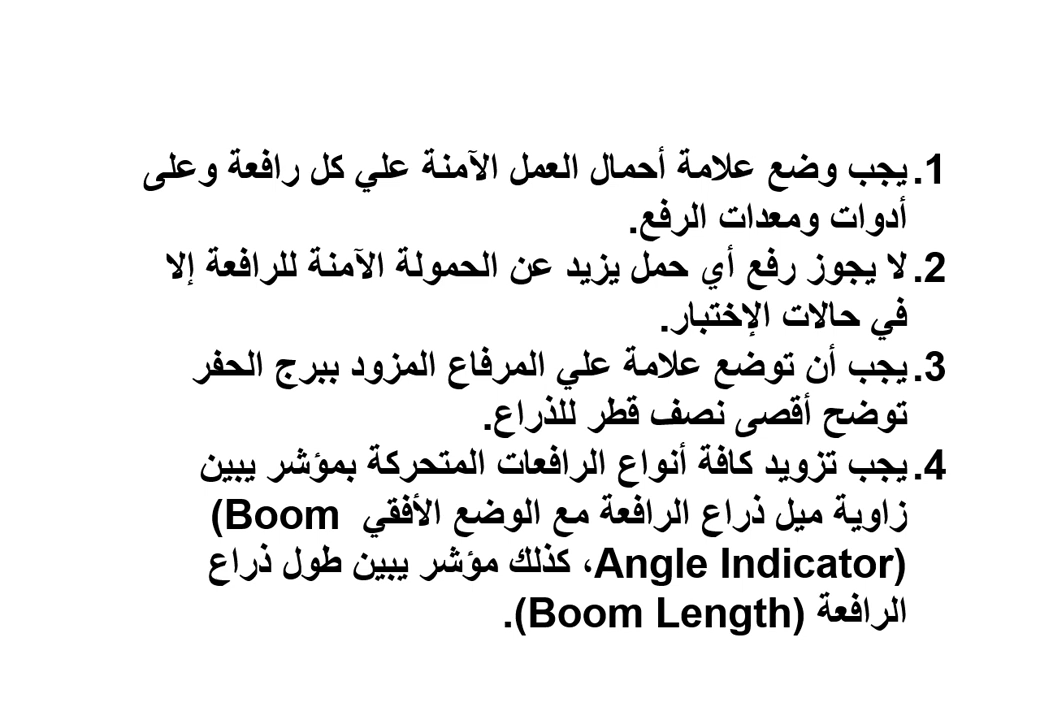 1. يجب وضع علامة أحمال العمل الآمنة علي كل رافعة وعلى
أدوات ومعدات الرفع.
2. لا يجوز رفع أي حمل يزيد عن الحمولة الآمنة للرافعة إلا
في حالات الإختبار.
3. يجب أن توضع علامة علي المرفاع المزود ببرج الحفر
توضح أقصى نصف قطر للذراع.
4. يجب تزويد كافة أنواع الرافعات المتحركة بمؤشر يبين
زاوية ميل ذراع الرافعة مع الوضع الأفقي (Boom
Angle Indicator)، كذلك مؤشر يبين طول ذراع
الرافعة (Boom Length).